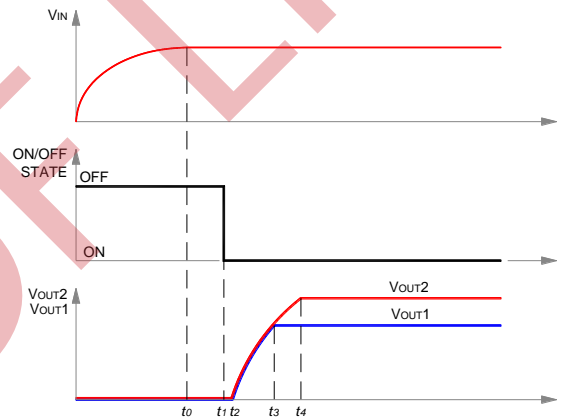 VIN
ON/OFF
STATE
OFF
ON
VOUT2
VOUT1
VOUT2
VOUT1
t0 t1 t2 t3 t4